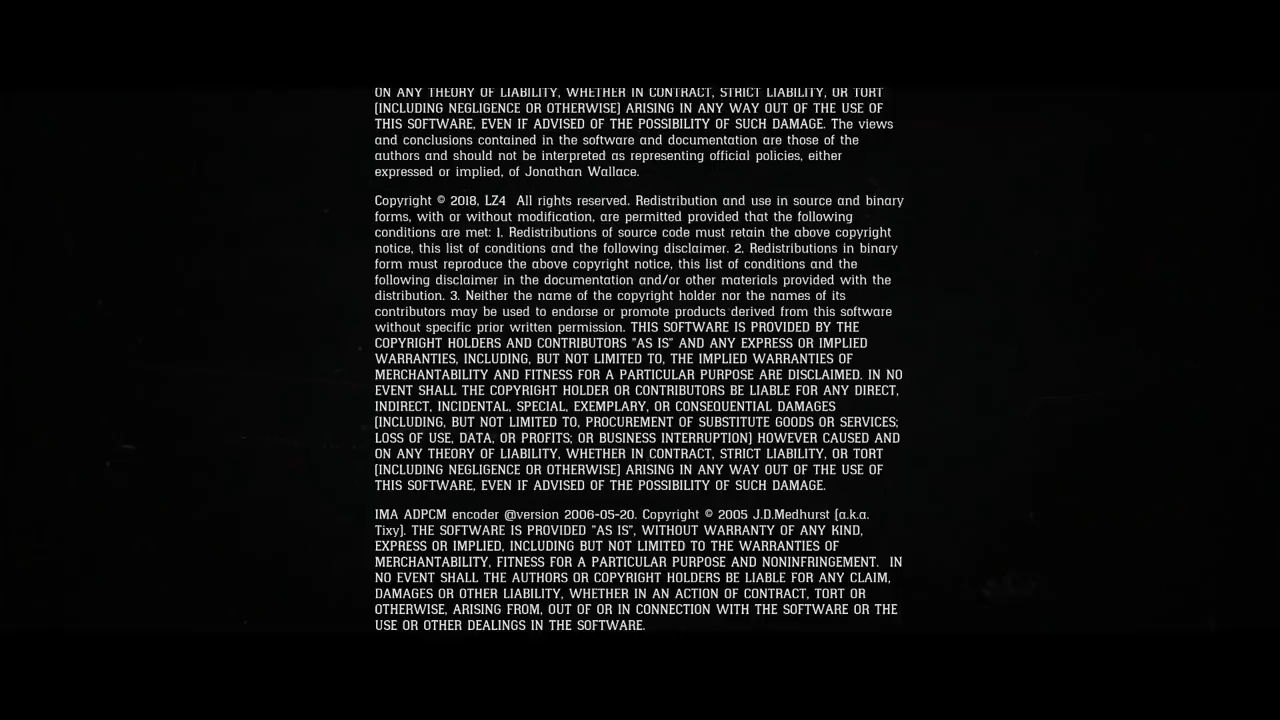 ON ANY THEORY OF LIABILITY, WHETHER IN CONTRACT, STRICT LIABILITY, OR TORT
(INCLUDING NEGLIGENCE OR OTHERWISE) ARISING IN ANY WAY OUT OF THE USE OF
THIS SOFTWARE, EVEN IF ADVISED OF THE POSSIBILITY OF SUCH DAMAGE. The views
and conclusions contained in the software and documentation are those of the
authors and should not be interpreted as representing official policies, either
expressed or implied, of Jonathan Wallace.
Copyright © 2018, LZ4  All rights reserved. Redistribution and use in source and binary
forms, with or without modification, are permitted provided that the following
conditions are met: 1. Redistributions of source code must retain the above copyright
notice, this list of conditions and the following disclaimer. 2. Redistributions in binary
form must reproduce the above copyright notice, this list of conditions and the
following disclaimer in the documentation and/or other materials provided with the
distribution. 3. Neither the name of the copyright holder nor the names of its
contributors may be used to endorse or promote products derived from this software
without specific prior written permission. THIS SOFTWARE IS PROVIDED BY THE
COPYRIGHT HOLDERS AND CONTRIBUTORS "AS IS" AND ANY EXPRESS OR IMPLIED
WARRANTIES, INCLUDING, BUT NOT LIMITED TO, THE IMPLIED WARRANTIES OF
MERCHANTABILITY AND FITNESS FOR A PARTICULAR PURPOSE ARE DISCLAIMED. IN NO
EVENT SHALL THE COPYRIGHT HOLDER OR CONTRIBUTORS BE LIABLE FOR ANY DIRECT,
INDIRECT, INCIDENTAL, SPECIAL, EXEMPLARY, OR CONSEQUENTIAL DAMAGES
(INCLUDING, BUT NOT LIMITED TO, PROCUREMENT OF SUBSTITUTE GOODS OR SERVICES;
LOSS OF USE, DATA, OR PROFITS; OR BUSINESS INTERRUPTION) HOWEVER CAUSED AND
ON ANY THEORY OF LIABILITY, WHETHER IN CONTRACT, STRICT LIABILITY, OR TORT
(INCLUDING NEGLIGENCE OR OTHERWISE) ARISING IN ANY WAY OUT OF THE USE OF
THIS SOFTWARE, EVEN IF ADVISED OF THE POSSIBILITY OF SUCH DAMAGE.
IMA ADPCM encoder @version 2006-05-20. Copyright © 2005 J.D.Medhurst (a.k.a.
Tixy). THE SOFTWARE IS PROVIDED "AS IS", WITHOUT WARRANTY OF ANY KIND,
EXPRESS OR IMPLIED, INCLUDING BUT NOT LIMITED TO THE WARRANTIES OF
MERCHANTABILITY, FITNESS FOR A PARTICULAR PURPOSE AND NONINFRINGEMENT.  IN
NO EVENT SHALL THE AUTHORS OR COPYRIGHT HOLDERS BE LIABLE FOR ANY CLAIM,
DAMAGES OR OTHER LIABILITY, WHETHER IN AN ACTION OF CONTRACT, TORT OR
OTHERWISE, ARISING FROM, OUT OF OR IN CONNECTION WITH THE SOFTWARE OR THE
USE OR OTHER DEALINGS IN THE SOFTWARE.